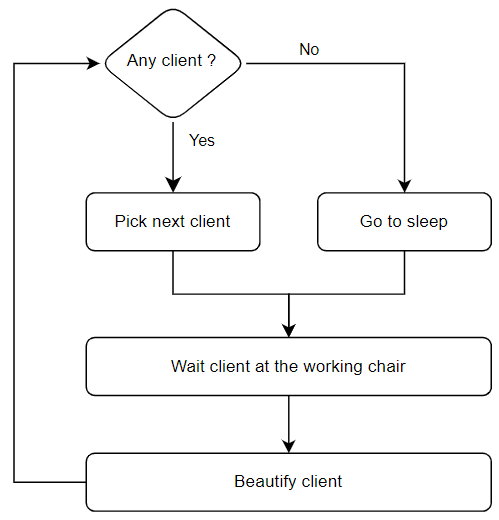 No
Any client ?
Yes
Pick next client
Go to sleep
Wait client at the working chair
Beautify client